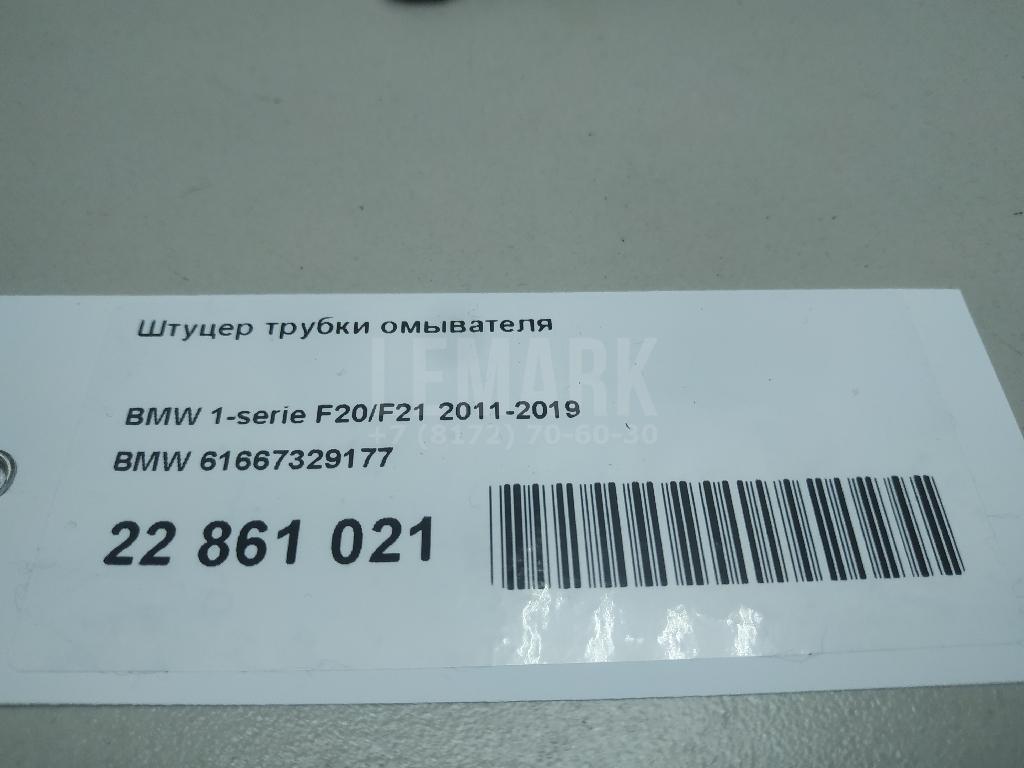 Штуцер трубки омывателя
LEMARK
BMW 1-serie F20/F21 2011-2019
+7 (8172) 70-60-30
BMW 61667329177
22 861 021